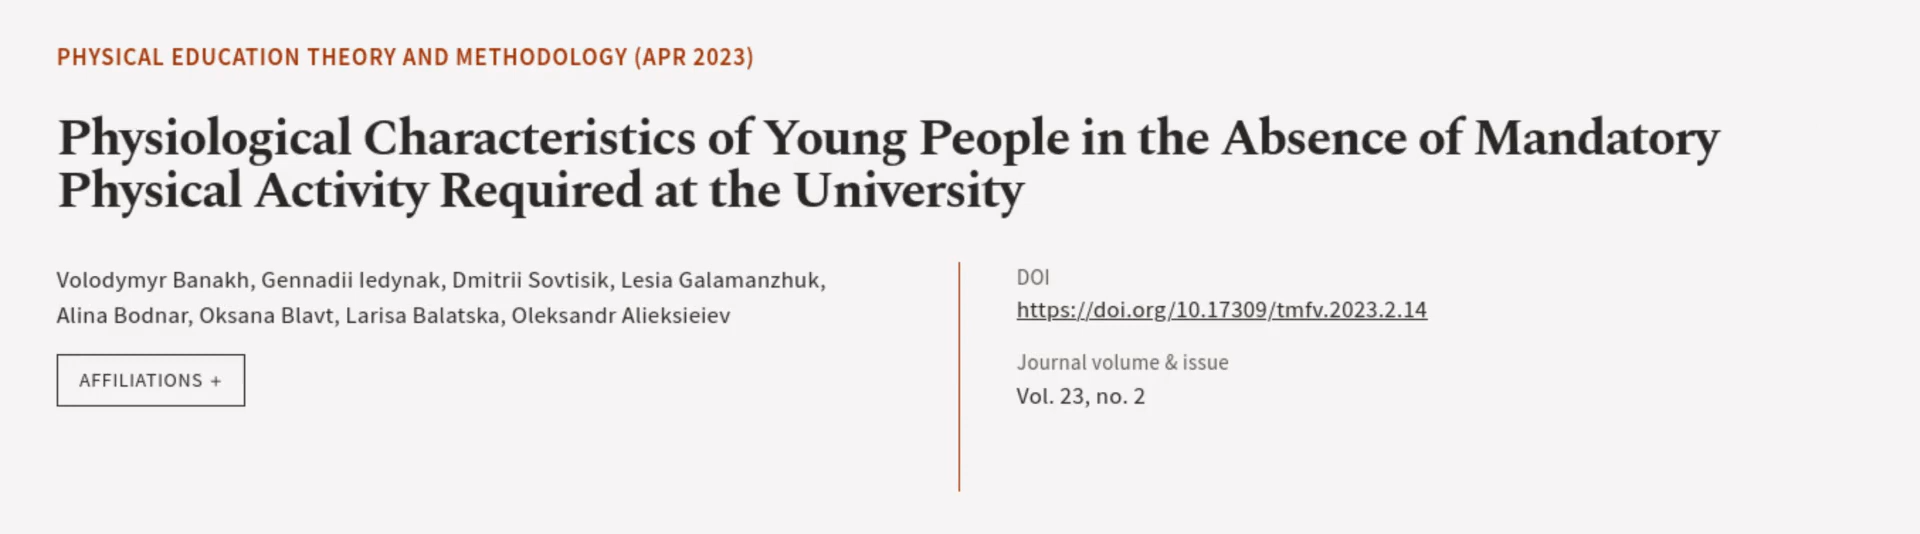 PHYSICAL EDUCATION THEORY AND METHODOLOGY (APR 2023)
Physiological Characteristics of Young People in the Absence of Mandatory
Physical Activity Required at the University
Volodymyr Banakh, Gennadii Iedynak, Dmitrii Sovtisik, Lesia Galamanzhuk,
Alina Bodnar, Oksana Blavt, Larisa Balatska, Oleksandr Alieksieiev
AFFILIATIONS +
DOI
https://doi.org/10.17309/tmfv.2023.2.14
Journal volume & issue
Vol. 23, no. 2